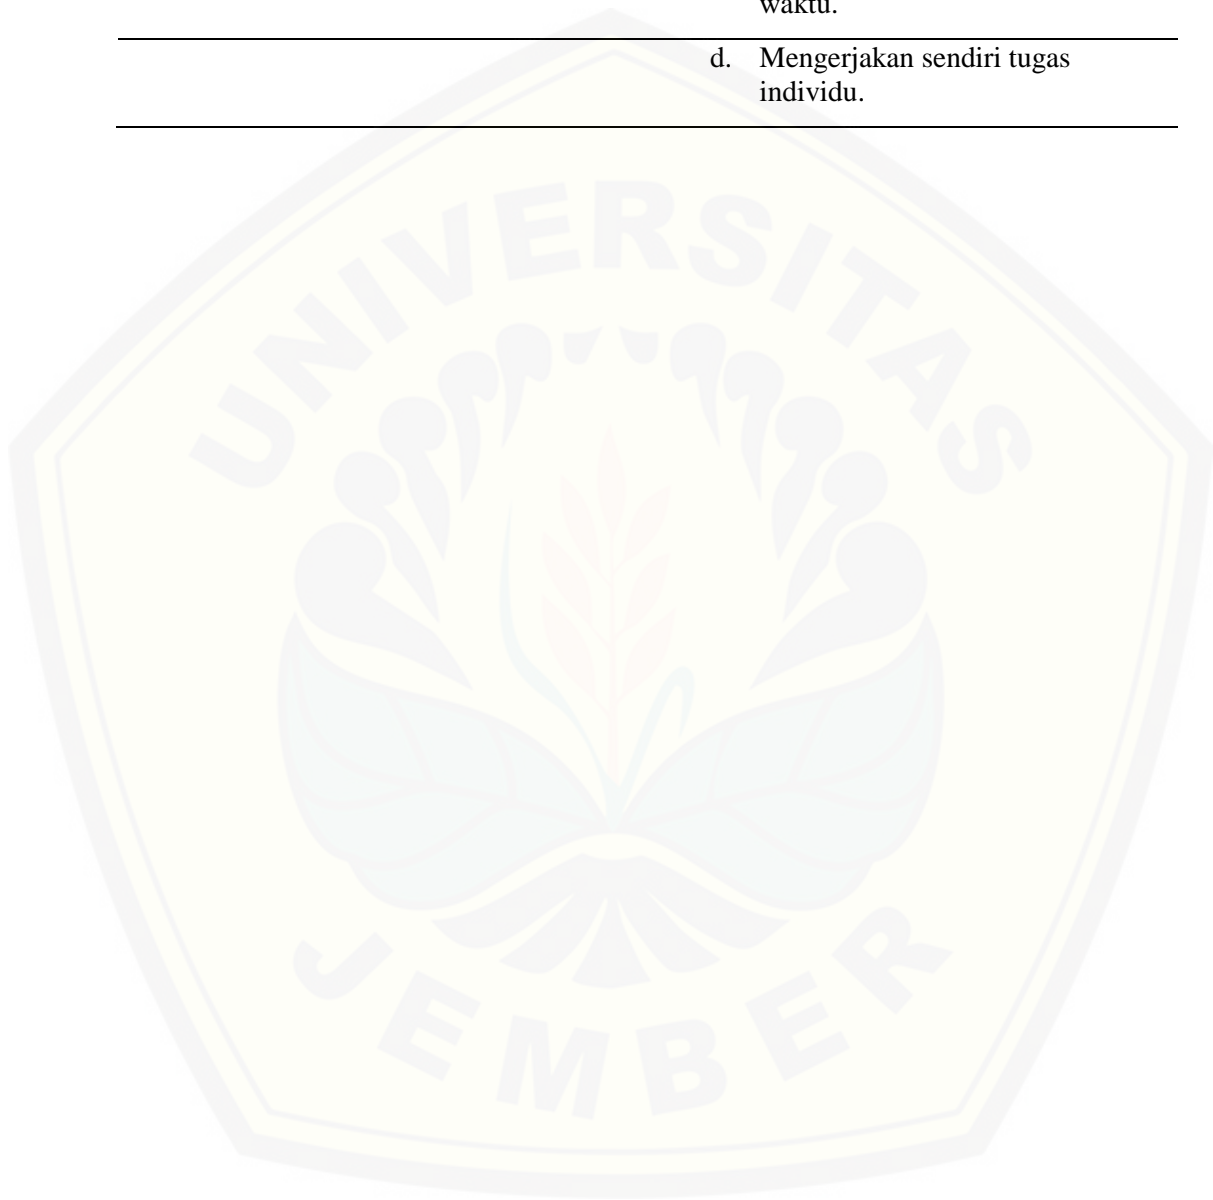 waktu.
d. Mengerjakan sendiri tugas
individu.
UNIVERSITAS
JEMBER